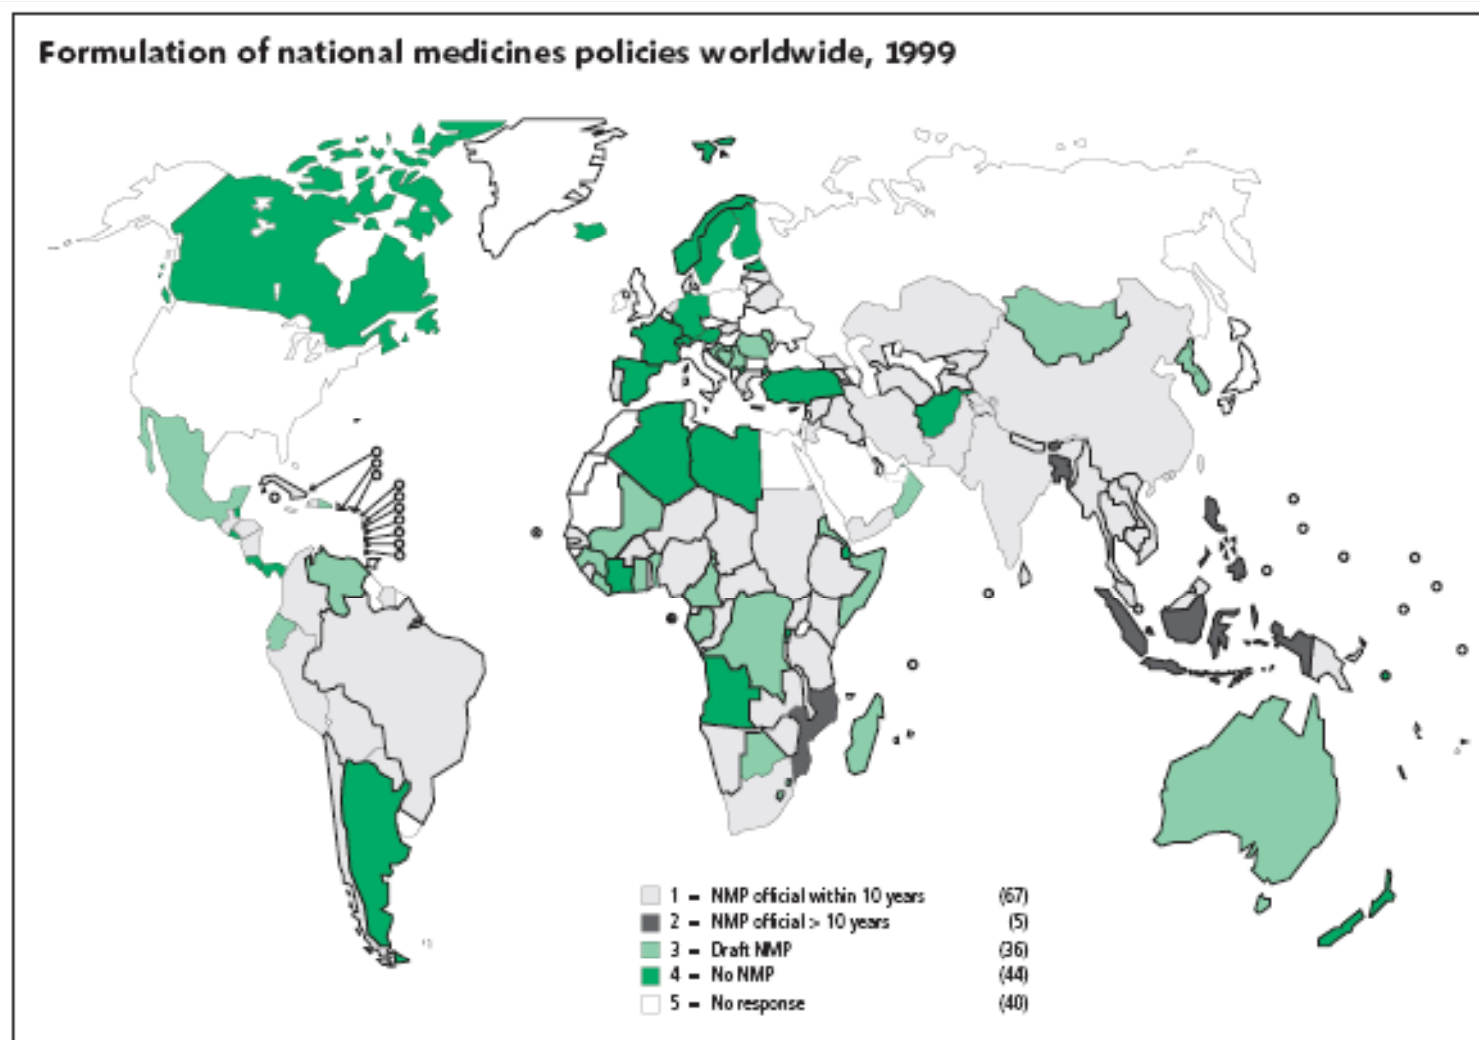 Formulation of national medicines policies worldwide, 1999
1 – NMP official within 10 years (67)
2 – NMP official > 10 years (5)
3 – Draft NMP (36)
4 – No NMP (44)
5 – No response (40)